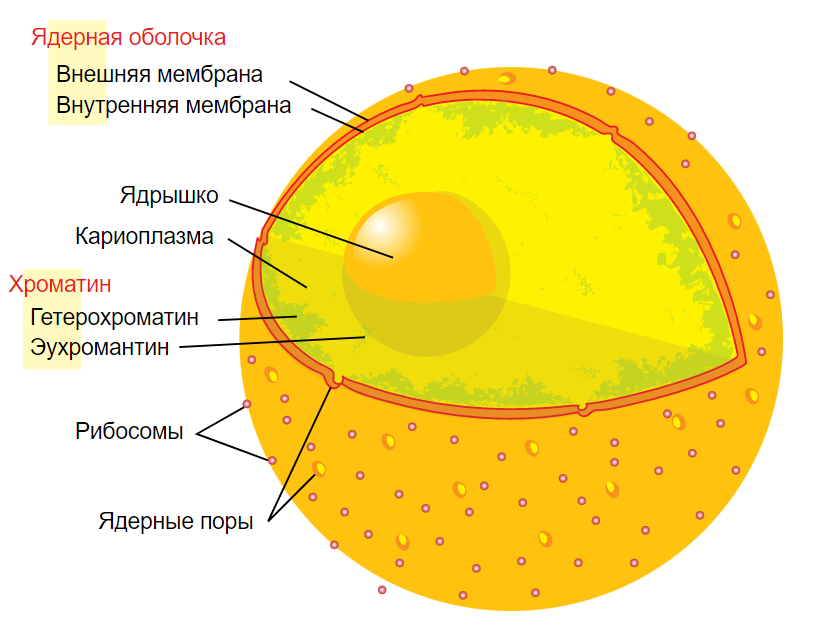 Ядерная оболочка
Внешняя мембрана
Внутренняя мембрана
Ядрышко
Кариоплазма
Хроматин
Гетерохроматин
Эухромантин
Рибосомы
Ядерные поры